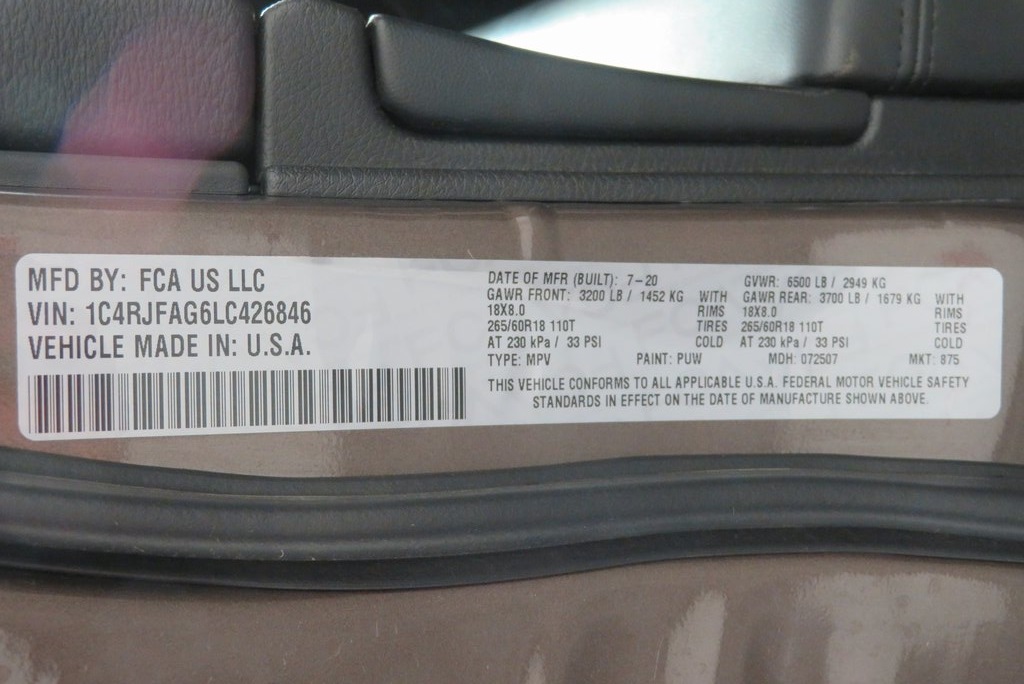 MFD BY: FCA US LLC
VIN: 1C4RJFAG6LC426846
VEHICLE MADE IN: U.S.A.
DATE OF MFR (BUILT): 7-20 GVWR: 6500 LB / 2949 KG
GAWR FRONT: 3200 LB / 1452 KG WITH GAWR REAR: 3700 LB / 1679 KG WITH
18X8.0 RIMS 18X8.0 RIMS
265/60R18 110T TIRES 265/60R18 110T TIRES
AT 230 kPa / 33 PSI COLD AT 230 kPa / 33 PSI COLD
TYPE: MPV PAINT: PUW MDH: 072507 MKT: 875
THIS VEHICLE CONFORMS TO ALL APPLICABLE U.S.A. FEDERAL MOTOR VEHICLE SAFETY
STANDARDS IN EFFECT ON THE DATE OF MANUFACTURE SHOWN ABOVE.